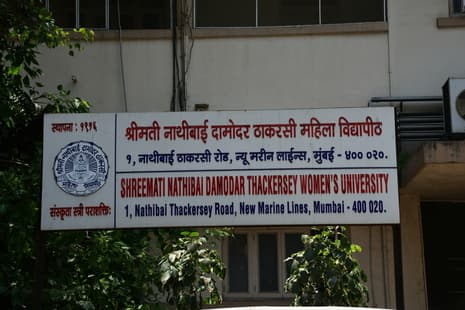 स्थापना : १९१६
श्रीमती नाथीबाई दामोदर ठाकरसी महिला विद्यापीठ
१, नाथीबाई ठाकरसी रोड, न्यू मरीन लाईन्स, मुंबई - ४०० ०२०.
SHREEMATI NATHIBAI DAMODAR THACKERSEY WOMEN'S UNIVERSITY
1, Nathibai Thackersey Road, New Marine Lines, Mumbai - 400 020.
संस्कृता स्त्री पराशक्तिः